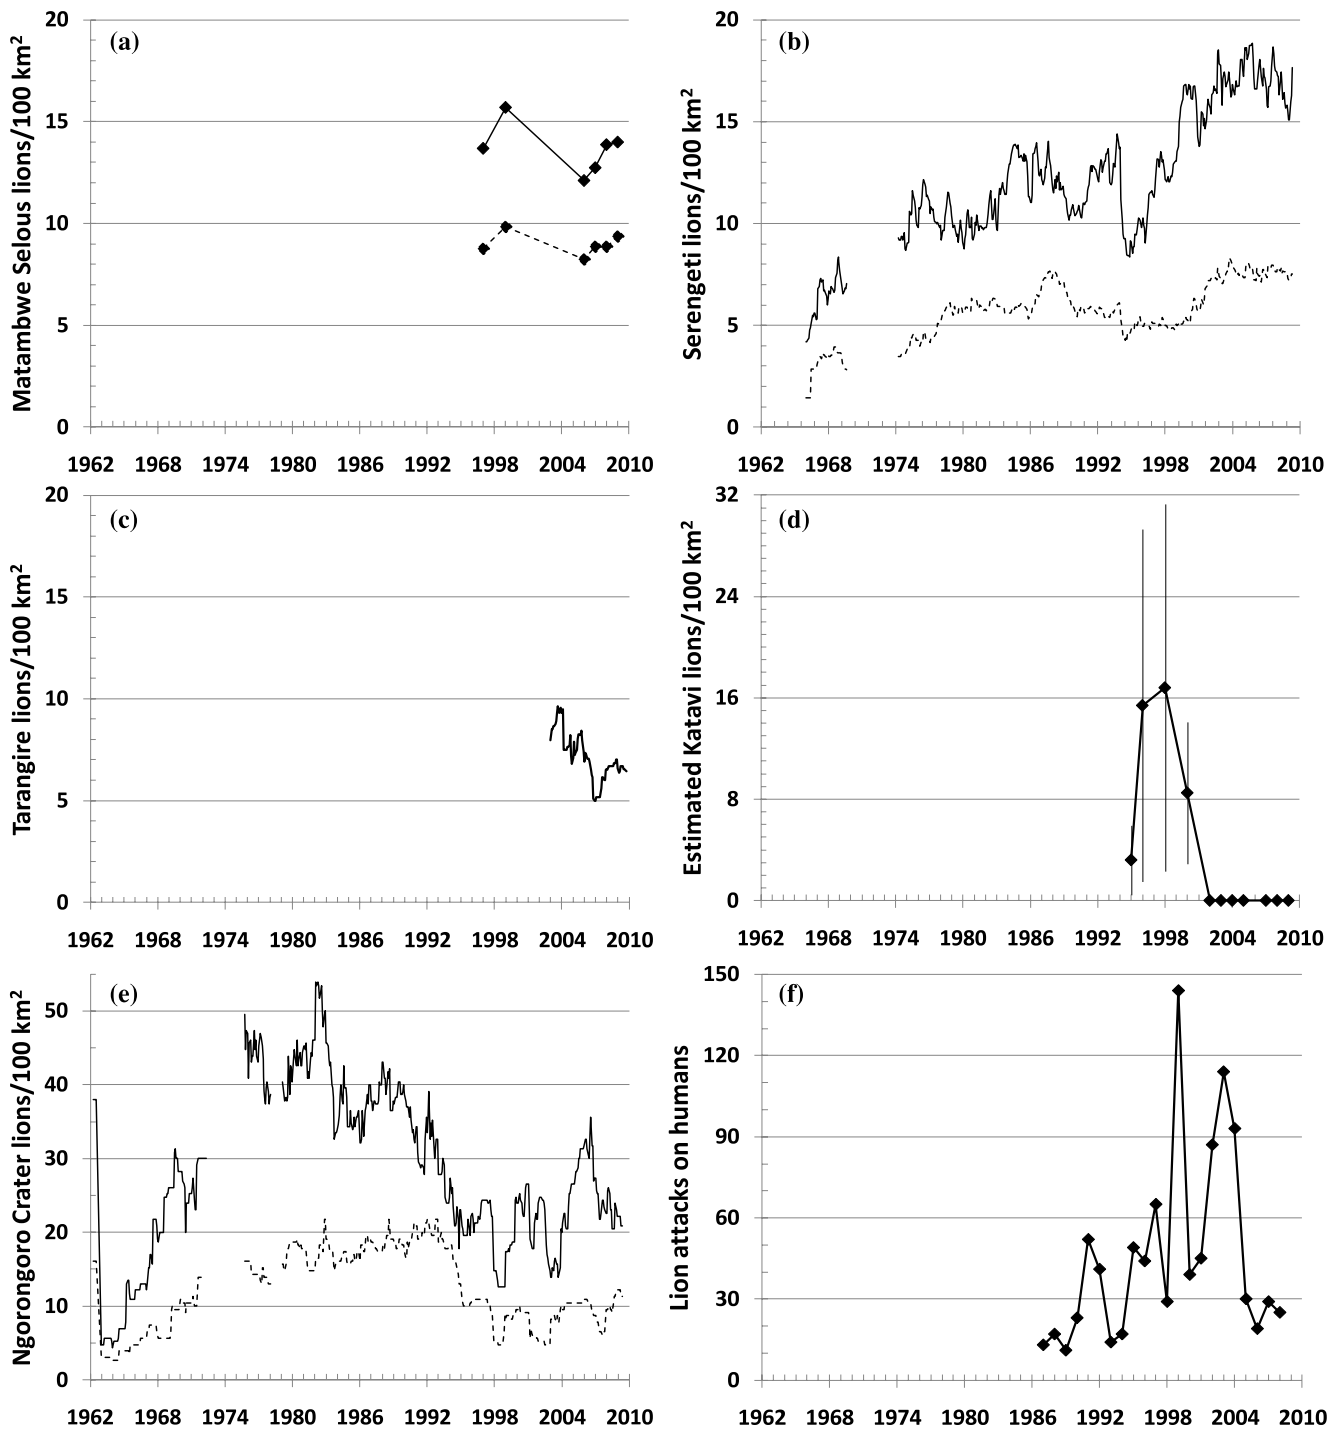 (a)
Matambwe Selous lions/100 km²
20
15
10
5
0
1962 1968 1974 1980 1986 1992 1998 2004 2010
(b)
Serengeti lions/100 km²
20
15
10
5
0
1962 1968 1974 1980 1986 1992 1998 2004 2010
(c)
Tarangire lions/100 km²
20
15
10
5
0
1962 1968 1974 1980 1986 1992 1998 2004 2010
(d)
Estimated Katavi lions/100 km²
32
24
16
8
0
1962 1968 1974 1980 1986 1992 1998 2004 2010
(e)
Ngorongoro Crater lions/100 km²
50
40
30
20
10
0
1962 1968 1974 1980 1986 1992 1998 2004 2010
(f)
Lion attacks on humans
150
120
90
60
30
0
1962 1968 1974 1980 1986 1992 1998 2004 2010